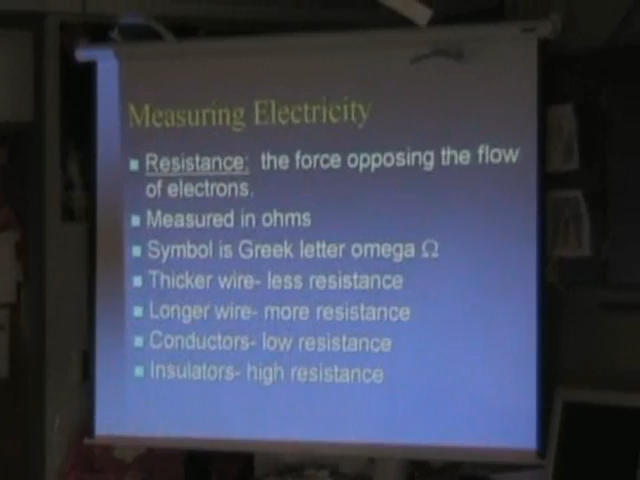 Measuring Electricity
Resistance: the force opposing the flow
of electrons.
Measured in ohms
Symbol is Greek letter omega Ω
Thicker wire- less resistance
Longer wire- more resistance
Conductors- low resistance
Insulators- high resistance